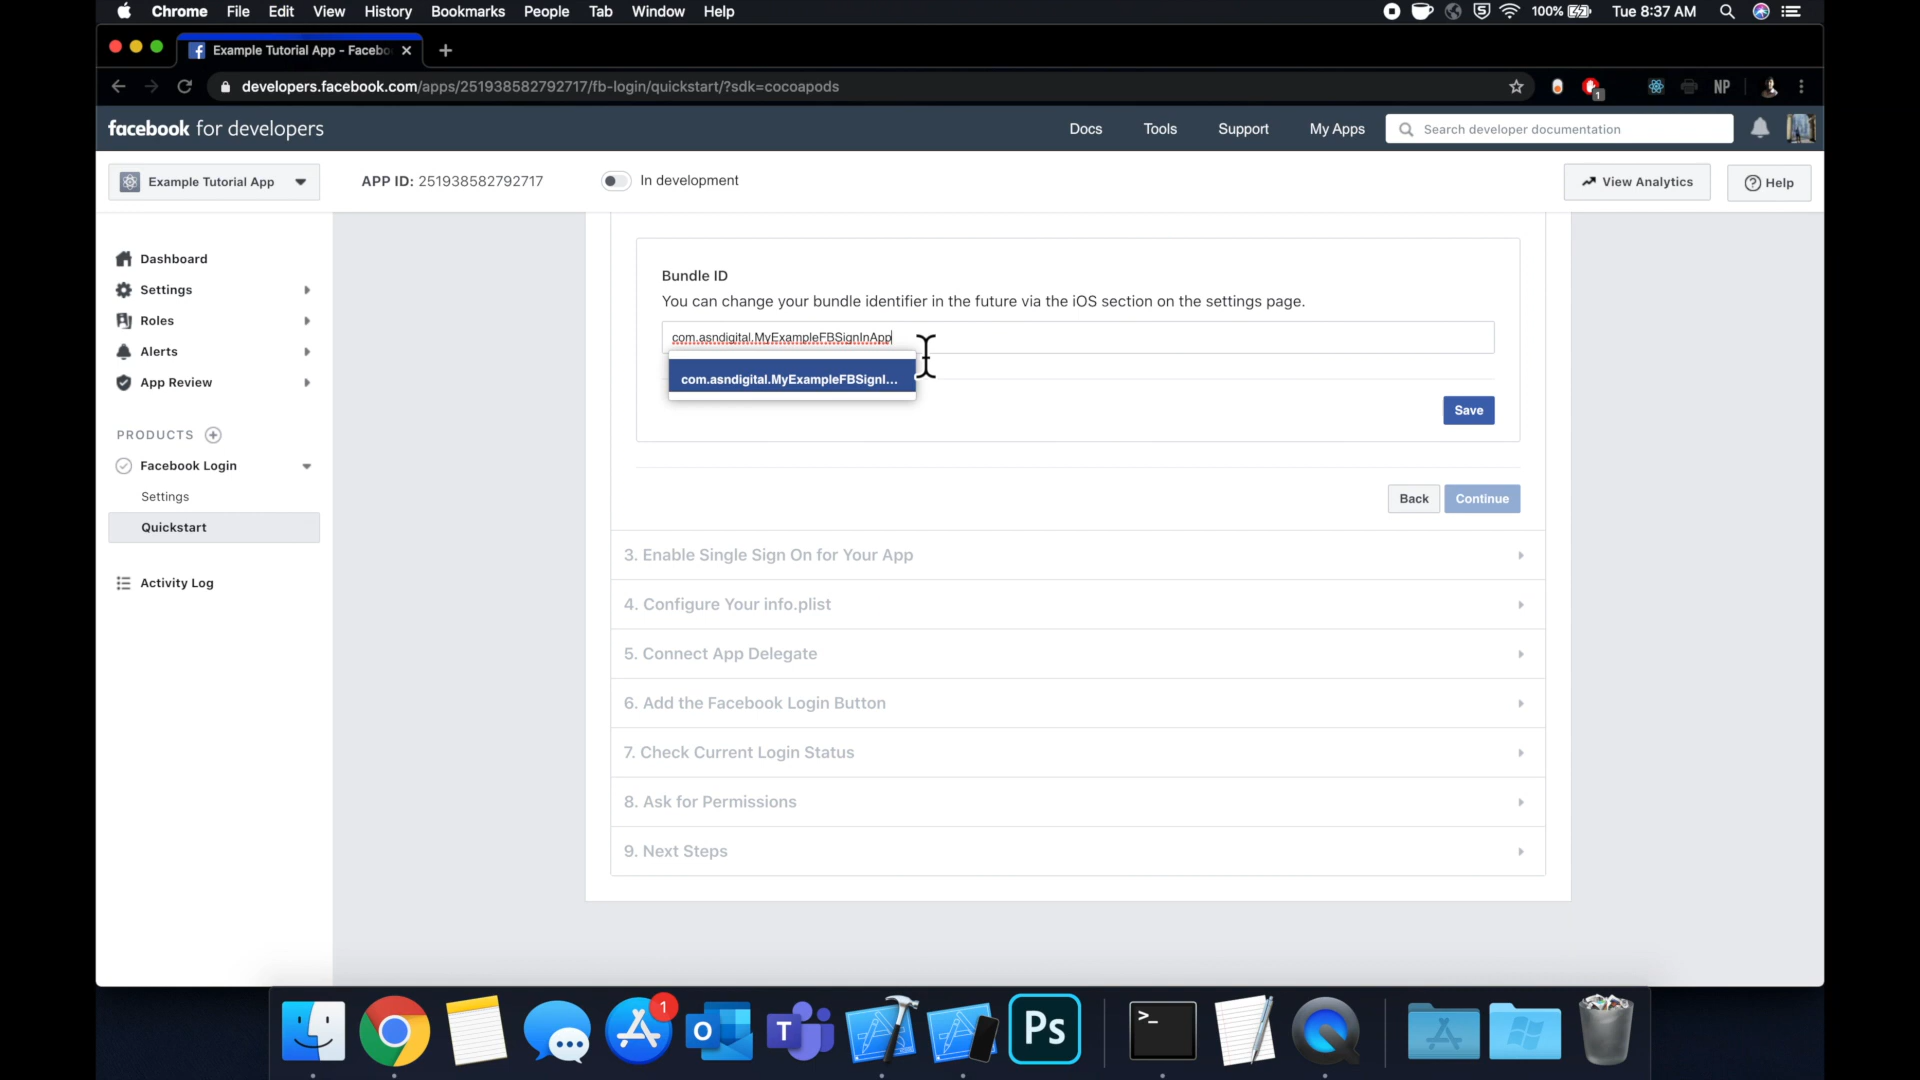 Chrome File Edit View History Bookmarks People Tab Window Help
100% Tue 8:37 AM
Example Tutorial App - Facebo
developers.facebook.com/apps/251938582792717/fb-login/quickstart/?sdk=cocoapods
1
NP
facebook for developers
Docs Tools Support My Apps Search developer documentation
Example Tutorial App APP ID: 251938582792717 In development View Analytics Help
Dashboard
Settings
Roles
Alerts
App Review
PRODUCTS
Facebook Login
Settings
Quickstart
Activity Log
Bundle ID
You can change your bundle identifier in the future via the iOS section on the settings page.
com.asndigital.MyExampleFBSignInApp
com.asndigital.MyExampleFBSignI...
Save
Back Continue
3. Enable Single Sign On for Your App
4. Configure Your info.plist
5. Connect App Delegate
6. Add the Facebook Login Button
7. Check Current Login Status
8. Ask for Permissions
9. Next Steps
1
O
T
Ps
>_